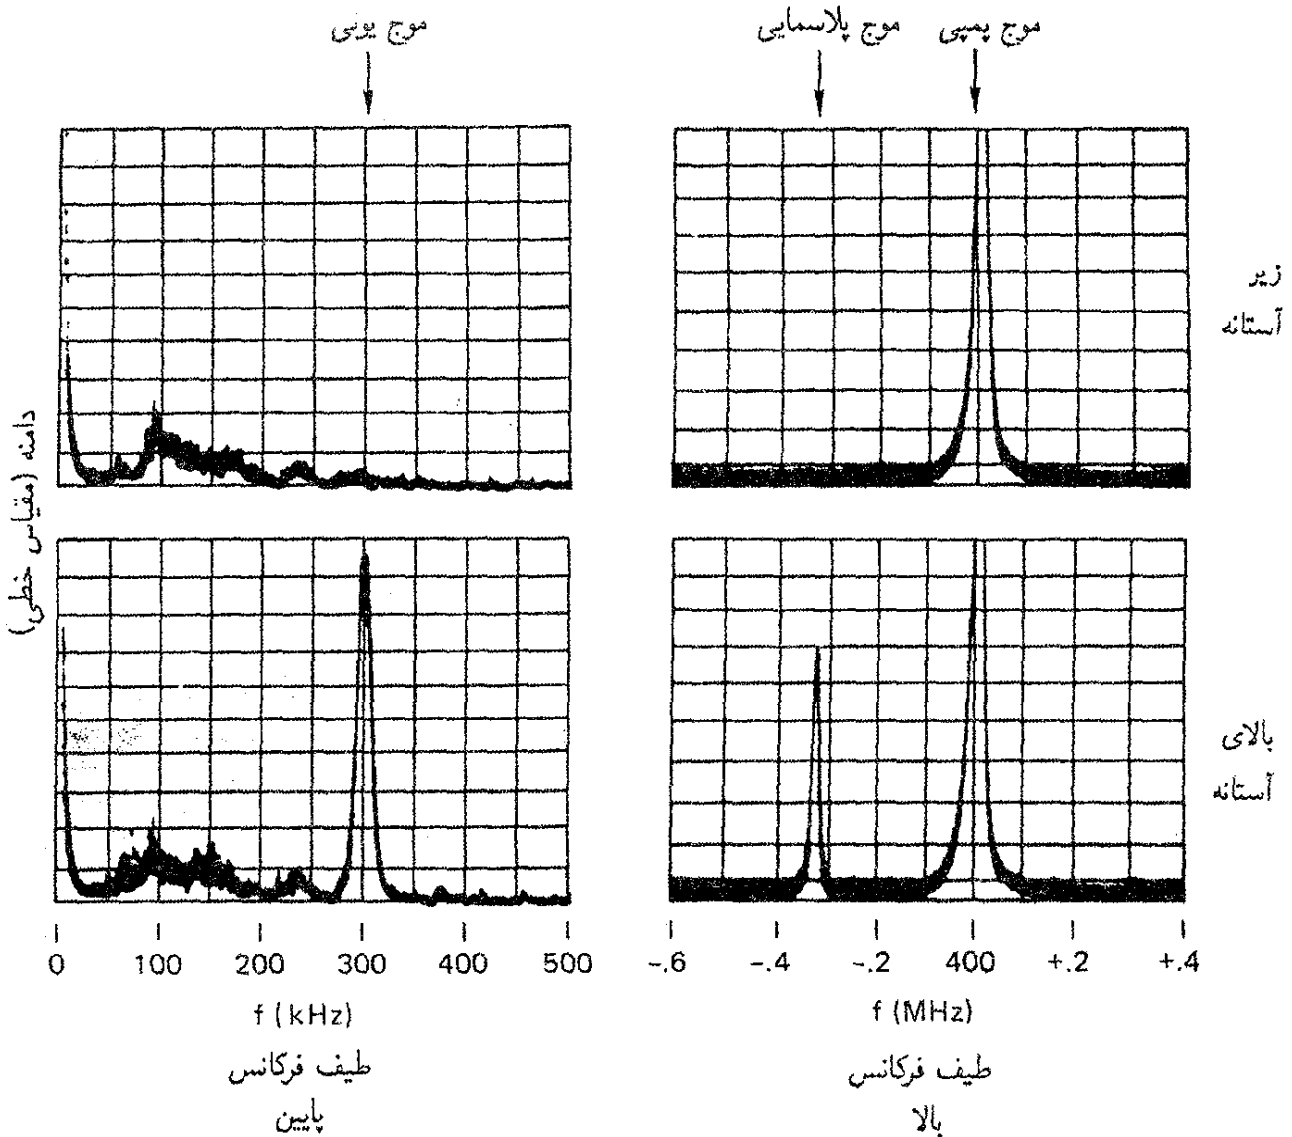 موج یونی
موج پلاسمایی
موج پمپی
زیر
آستانه
دامنه (مقیاس خطی)
بالای
آستانه
0 100 200 300 400 500
f (kHz)
طیف فرکانس
پایین
-.6 -.4 -.2 400 +.2 +.4
f (MHz)
طیف فرکانس
بالا